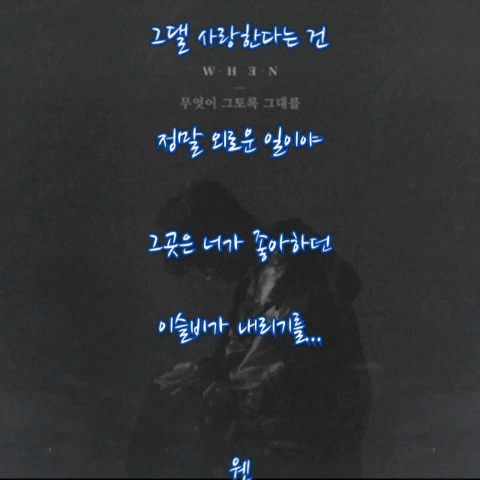 그댈 사랑한다는 건
W·H·E·N
무엇이 그토록 그대를
정말 외로운 일이야
그곳은 너가 좋아하던
이슬비가 내리기를...
웬